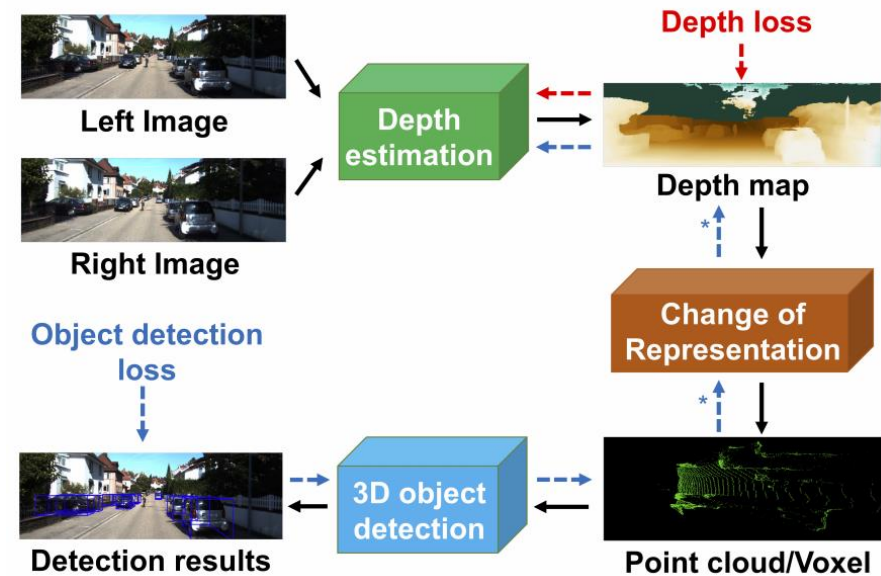 Depth loss
Left Image
Depth
estimation
Depth map
Right Image
*
Change of
Representation
Object detection
loss
*
3D object
detection
Detection results
Point cloud/Voxel